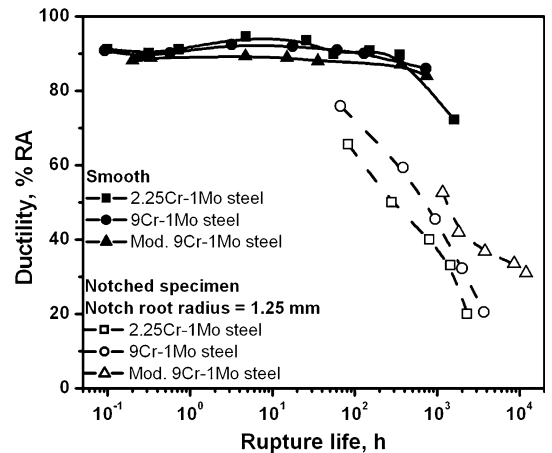 100
80
60
40
20
0
Ductility, % RA
Smooth
2.25Cr-1Mo steel
9Cr-1Mo steel
Mod. 9Cr-1Mo steel
Notched specimen
Notch root radius = 1.25 mm
2.25Cr-1Mo steel
9Cr-1Mo steel
Mod. 9Cr-1Mo steel
10⁻¹ 10⁰ 10¹ 10² 10³ 10⁴
Rupture life, h